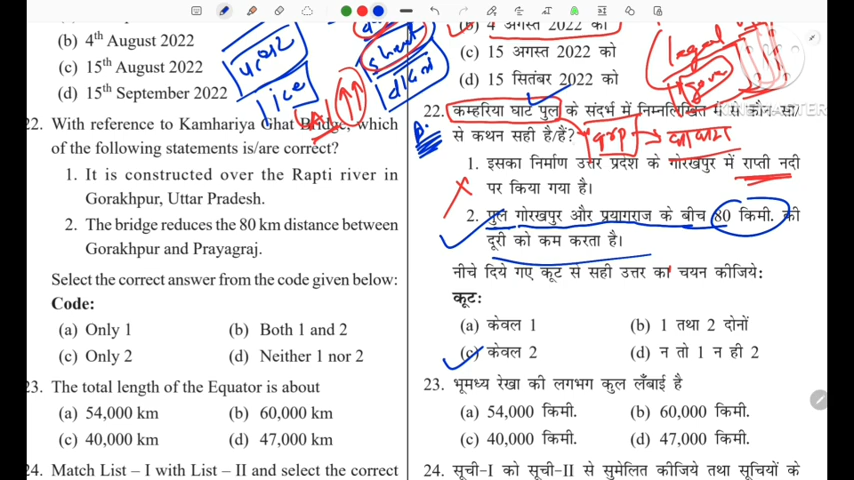 (b) 4th August 2022
(c) 15th August 2022
(d) 15th September 2022
22. With reference to Kamhariya Ghat Bridge, which
of the following statements is/are correct?
1. It is constructed over the Rapti river in
Gorakhpur, Uttar Pradesh.
2. The bridge reduces the 80 km distance between
Gorakhpur and Prayagraj.
Select the correct answer from the code given below:
Code:
(a) Only 1
(b) Both 1 and 2
(c) Only 2
(d) Neither 1 nor 2
23. The total length of the Equator is about
(a) 54,000 km
(b) 60,000 km
(c) 40,000 km
(d) 47,000 km
24. Match List – I with List – II and select the correct
(b) 4 अगस्त 2022 को
(c) 15 अगस्त 2022 को
(d) 15 सितंबर 2022 को
22. कम्हरिया घाट पुल के संदर्भ में निम्नलिखित में से कौन सा/
से कथन सही है/हैं?
1. इसका निर्माण उत्तर प्रदेश के गोरखपुर में राप्ती नदी
पर किया गया है।
2. पुल गोरखपुर और प्रयागराज के बीच 80 किमी. की
दूरी को कम करता है।
नीचे दिये गए कूट से सही उत्तर का चयन कीजिये:
कूट:
(a) केवल 1
(b) 1 तथा 2 दोनों
(c) केवल 2
(d) न तो 1 न ही 2
23. भूमध्य रेखा की लगभग कुल लँबाई है
(a) 54,000 किमी.
(b) 60,000 किमी.
(c) 40,000 किमी.
(d) 47,000 किमी.
24. सूची-I को सूची-II से सुमेलित कीजिये तथा सूचियों के